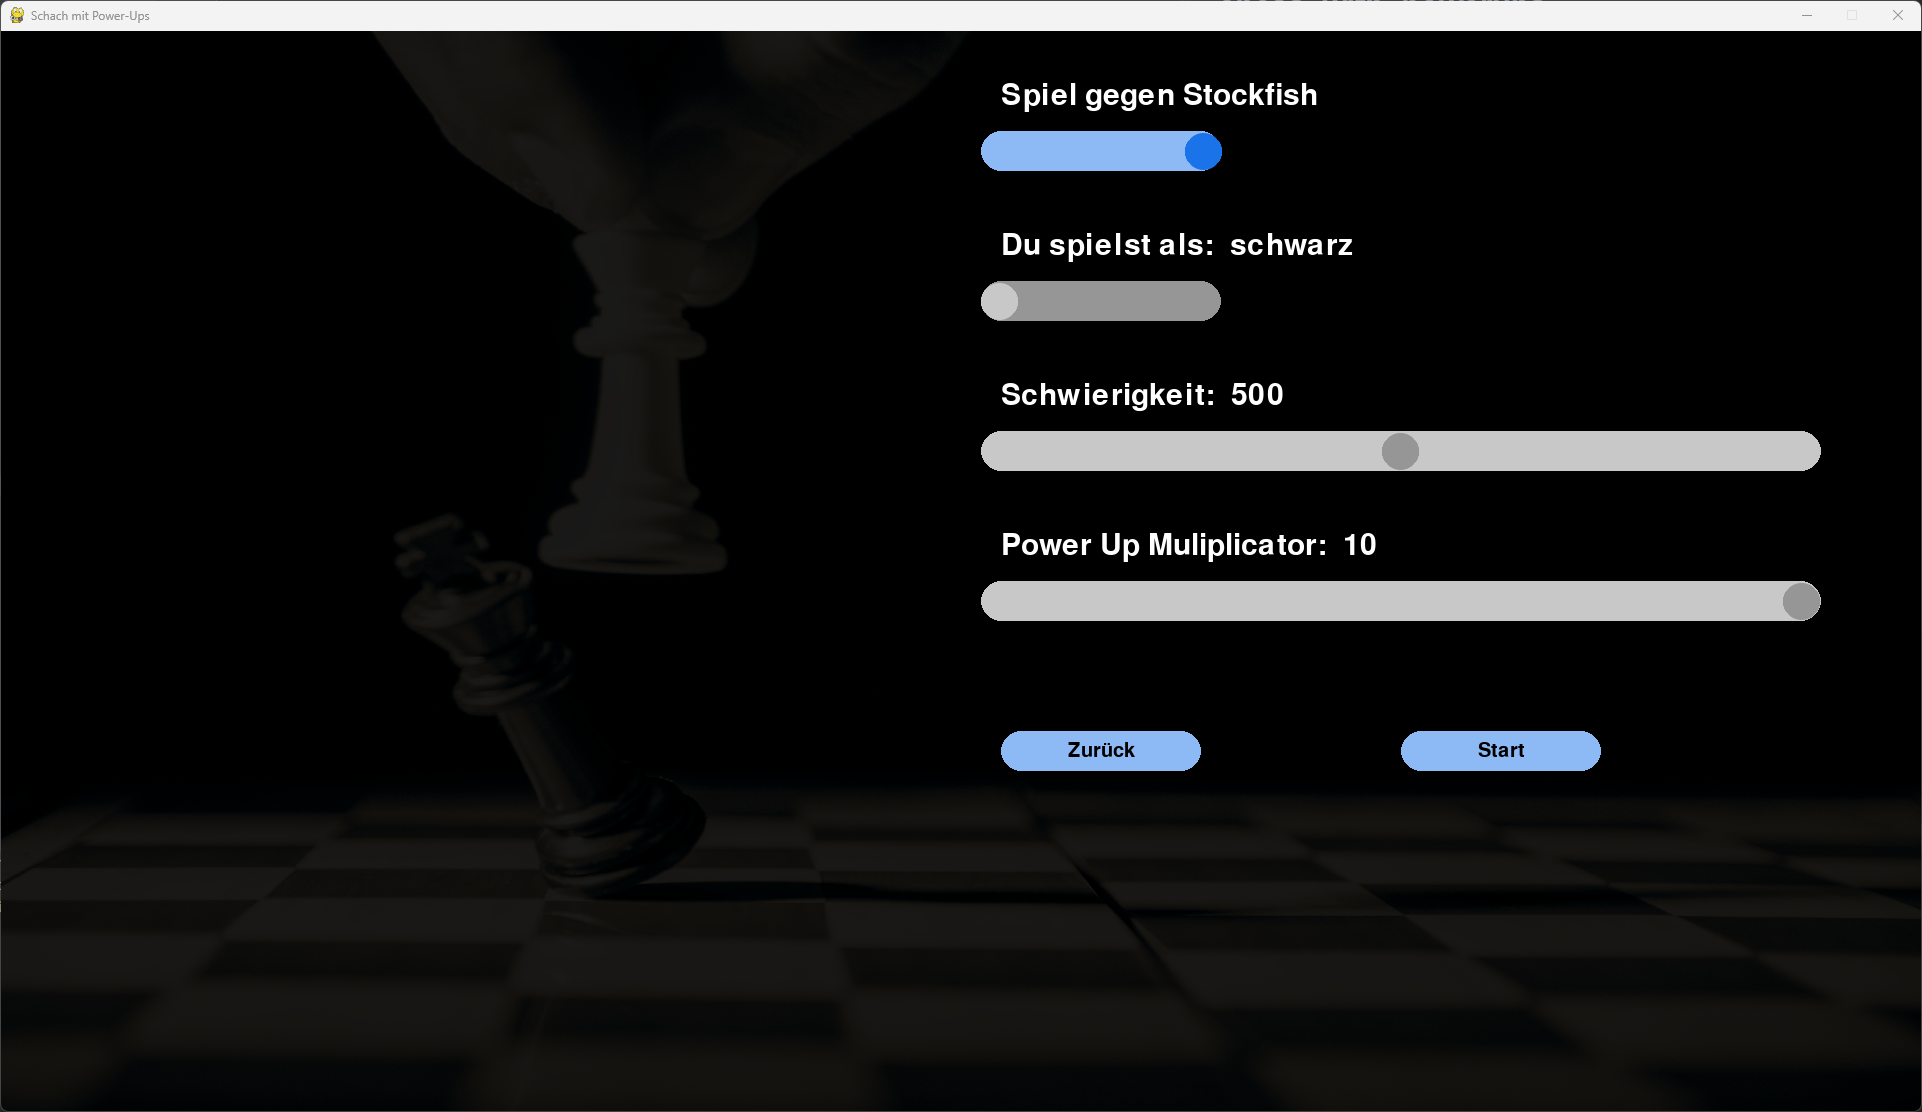 Schach mit Power-Ups
Spiel gegen Stockfish
Du spielst als: schwarz
Schwierigkeit: 500
Power Up Muliplicator: 10
Zurück
Start